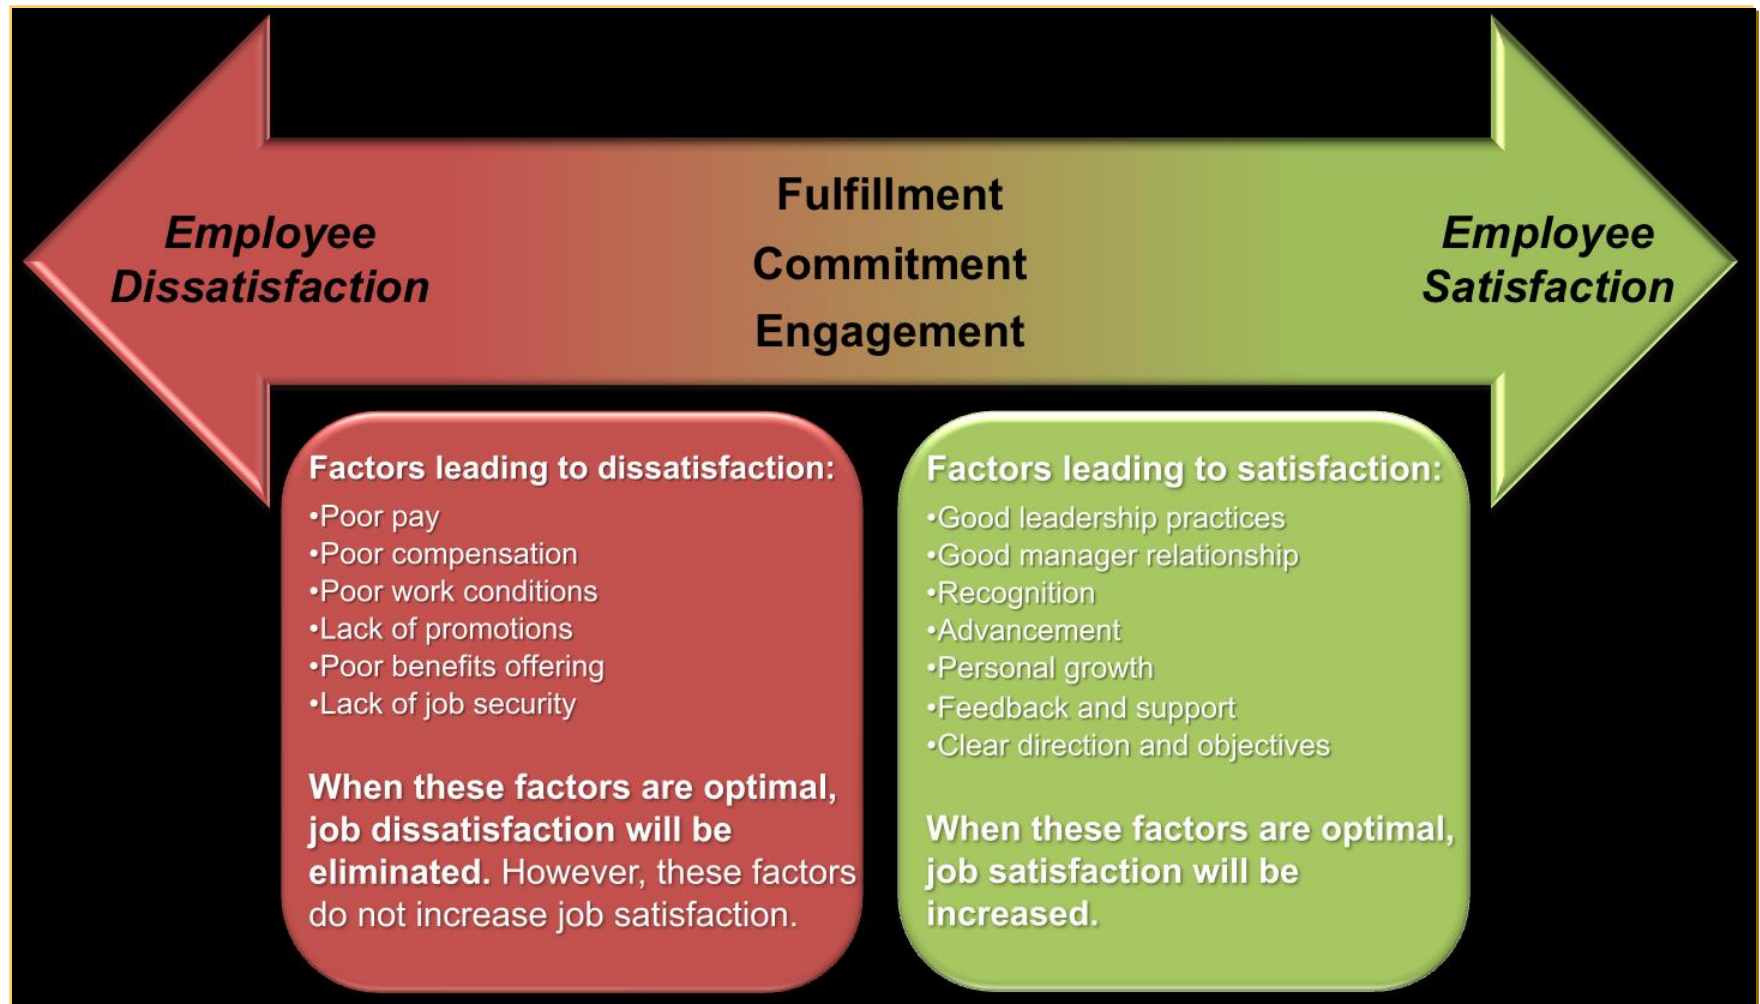 Employee
Dissatisfaction
Fulfillment
Commitment
Engagement
Employee
Satisfaction
Factors leading to dissatisfaction:
•Poor pay
•Poor compensation
•Poor work conditions
•Lack of promotions
•Poor benefits offering
•Lack of job security
When these factors are optimal,
job dissatisfaction will be
eliminated. However, these factors
do not increase job satisfaction.
Factors leading to satisfaction:
•Good leadership practices
•Good manager relationship
•Recognition
•Advancement
•Personal growth
•Feedback and support
•Clear direction and objectives
When these factors are optimal,
job satisfaction will be
increased.